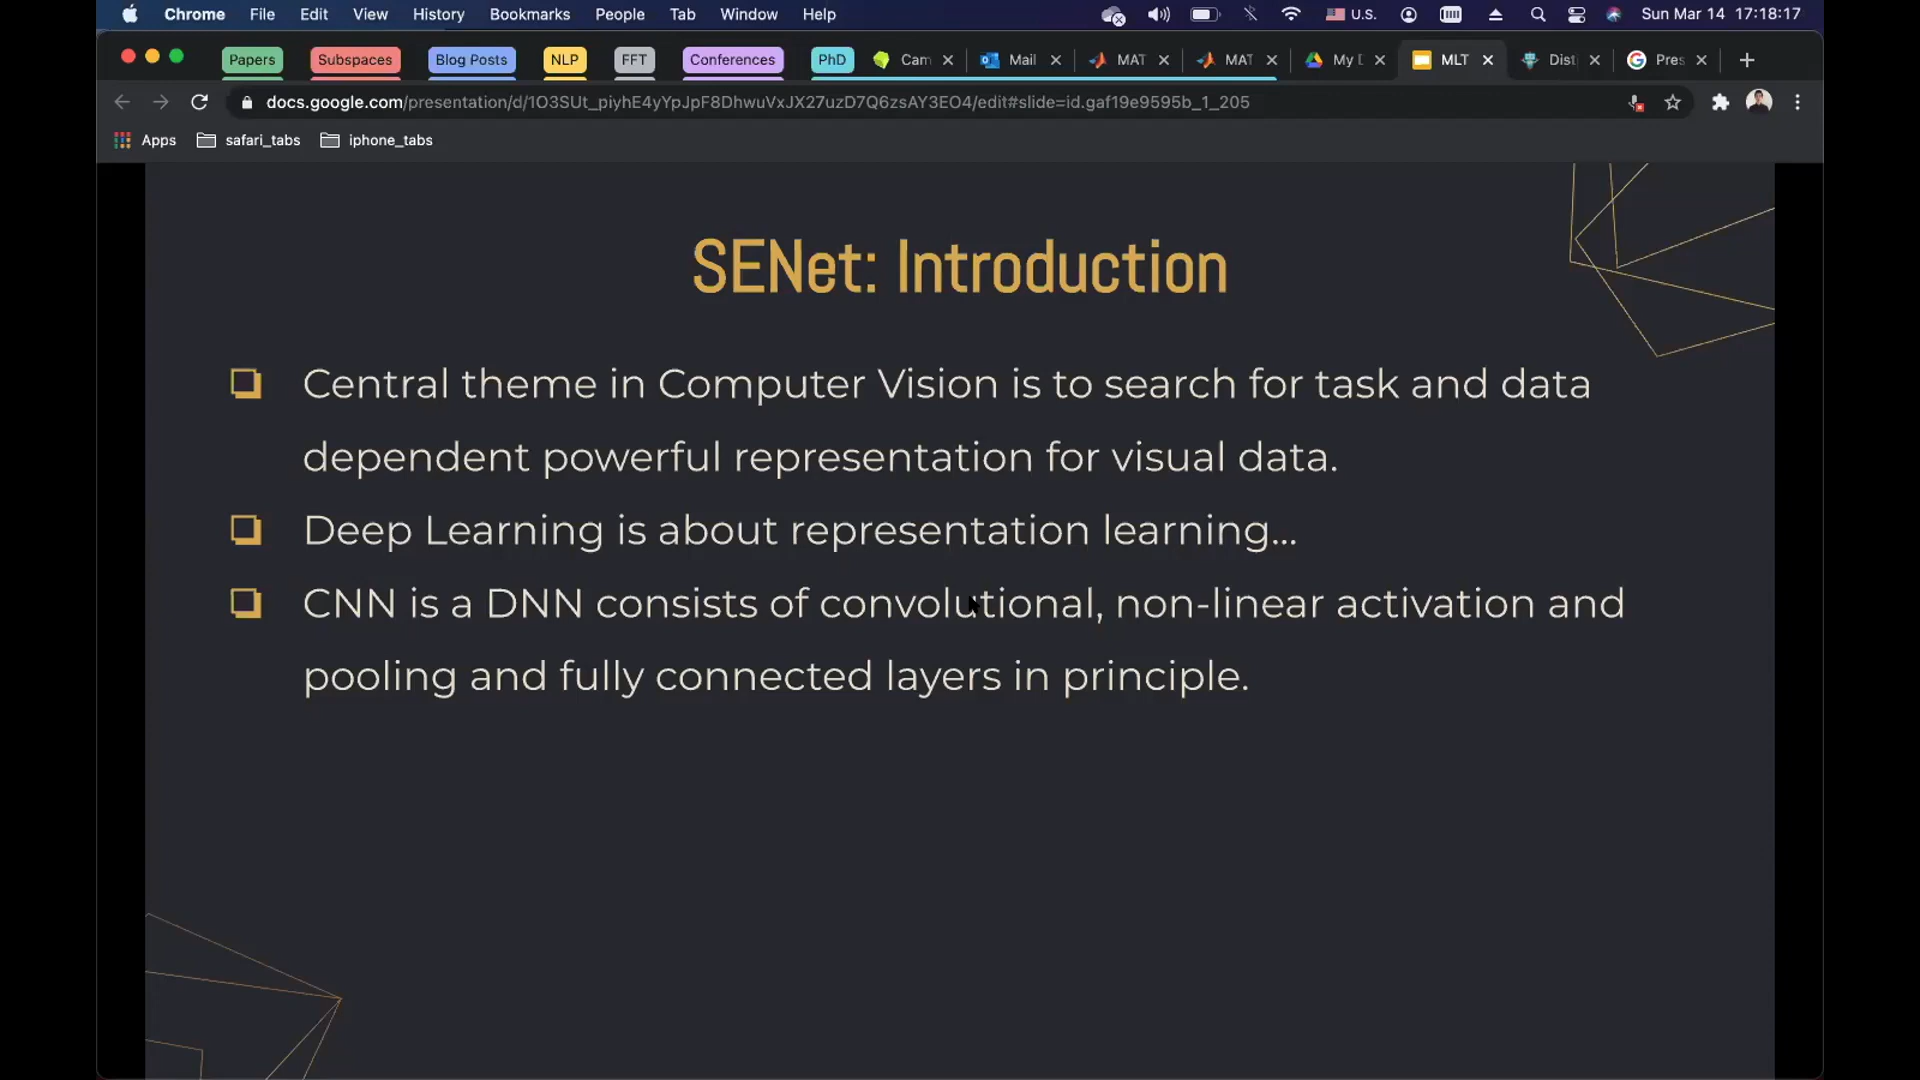 Chrome File Edit View History Bookmarks People Tab Window Help U.S. Sun Mar 14 17:18:17
Papers Subspaces Blog Posts NLP FFT Conferences PhD Cam Mail MAT MAT My D MLT Dist Pres
docs.google.com/presentation/d/1O3SUt_piyhE4yYpJpF8DhwuVxJX27uzD7Q6zsAY3EO4/edit#slide=id.gaf19e9595b_1_205
Apps safari_tabs iphone_tabs
SENet: Introduction
Central theme in Computer Vision is to search for task and data
dependent powerful representation for visual data.
Deep Learning is about representation learning...
CNN is a DNN consists of convolutional, non-linear activation and
pooling and fully connected layers in principle.